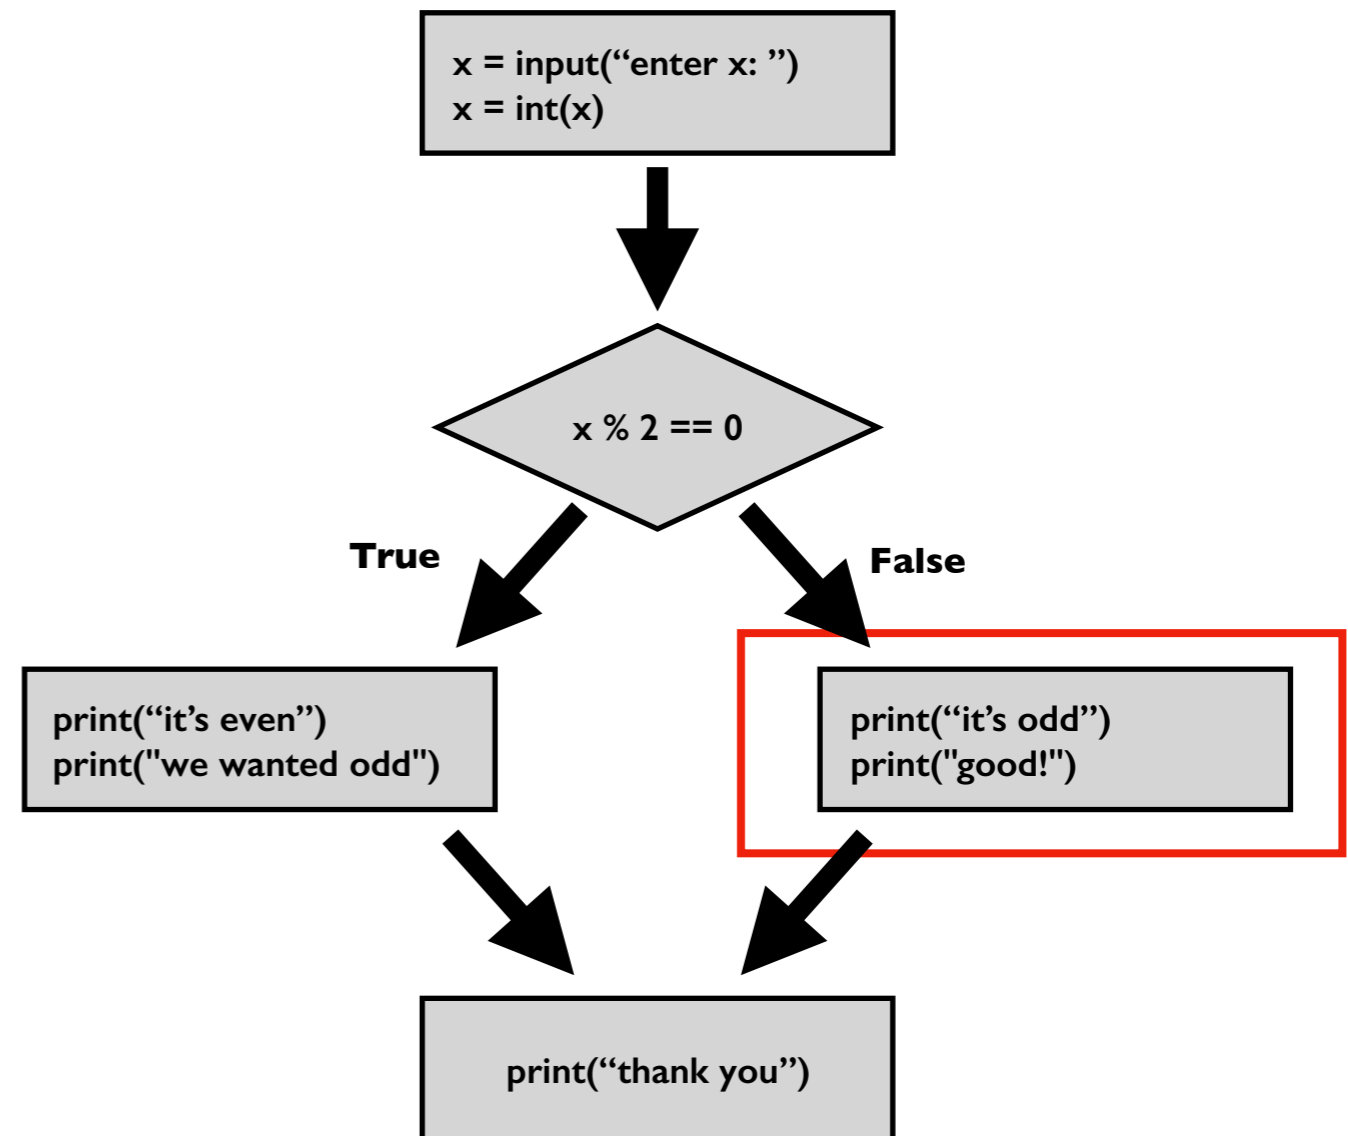 x = input(“enter x: ”)
x = int(x)
x % 2 == 0
True
False
print(“it’s even”)
print("we wanted odd")
print(“it’s odd”)
print("good!")
print(“thank you”)